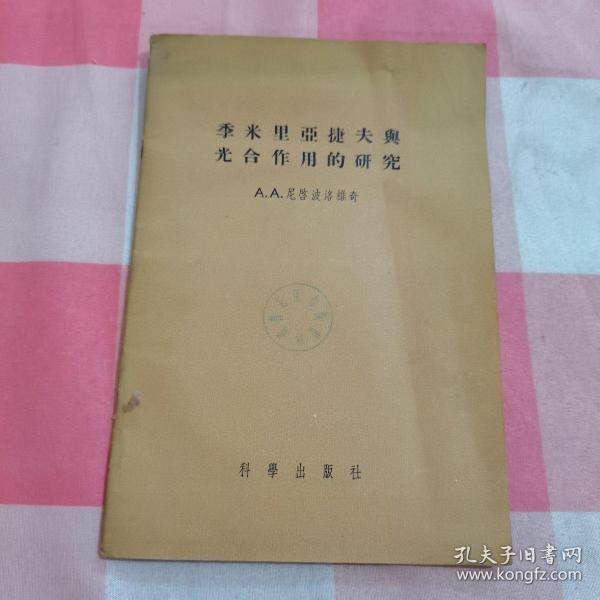 季米里亞捷夫與
光合作用的研究
A.A.尼啓波洛維奇
科學出版社
孔夫子旧书网
www.kongfz.com